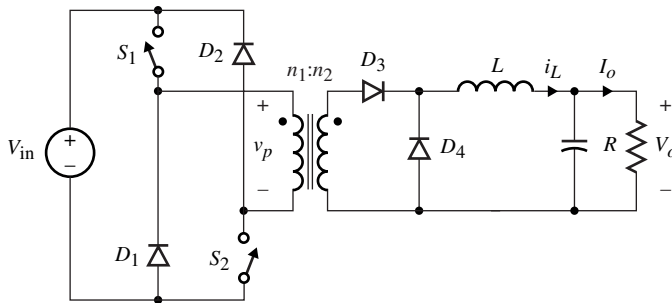 S1
D2
n1:n2
D3
L
iL
Io
+
+
Vin
+
−
vp
D4
R
Vo
−
−
D1
S2